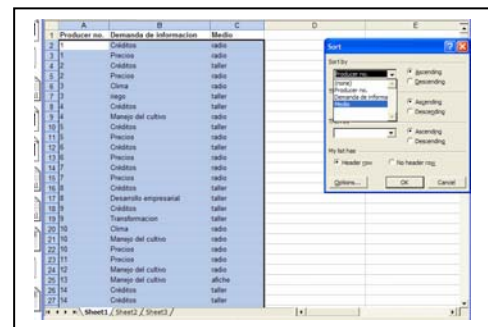 A B C D E
1 Producer no. Demanda de informacion Medio
2 1 Créditos radio
3 1 Precios radio
4 2 Créditos taller
5 2 Precios radio
6 3 Clima radio
7 3 riego taller
8 4 Créditos radio
9 4 Manejo del cultivo radio
10 5 Créditos taller
11 5 Precios radio
12 6 Créditos taller
13 6 Precios radio
14 7 Créditos radio
15 7 Precios radio
16 8 Créditos taller
17 8 Desarrollo empresarial taller
18 9 Créditos taller
19 9 Transformacion taller
20 10 Clima radio
21 10 Manejo del cultivo radio
22 10 Precios radio
23 11 Precios radio
24 12 Manejo del cultivo radio
25 13 Manejo del cultivo afiche
26 14 Créditos radio
27 14 Créditos taller
Sheet1 / Sheet2 / Sheet3
Sort
Sort by
Producer no.
Ascending
Descending
(none)
Producer no.
Demanda de informa
Medio
Ascending
Descending
Ascending
Descending
My list has
Header row
No header row
Options...
OK
Cancel